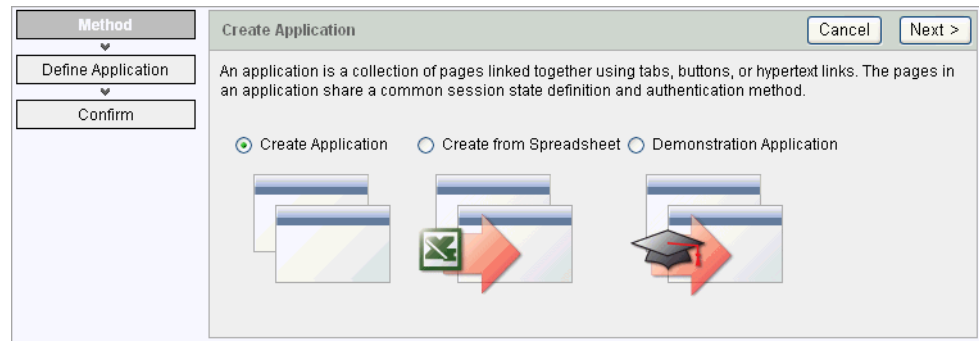 Method
Define Application
Confirm
Create Application
Cancel
Next >
An application is a collection of pages linked together using tabs, buttons, or hypertext links. The pages in
an application share a common session state definition and authentication method.
Create Application
Create from Spreadsheet
Demonstration Application